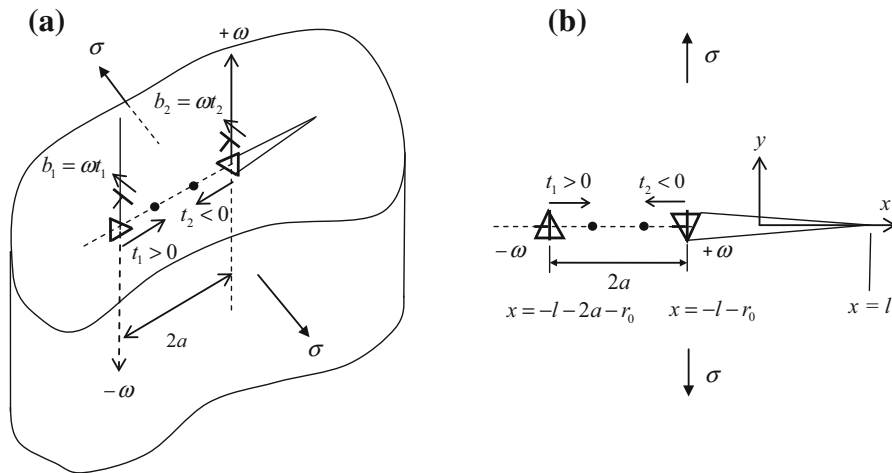 (a)
+ω
σ
b₂ = ωt₂
b₁ = ωt₁
t₂ < 0
t₁ > 0
2a
σ
−ω
(b)
σ
y
t₁ > 0
t₂ < 0
x
−ω
+ω
2a
x = −l − 2a − r₀
x = −l − r₀
x = l
σ